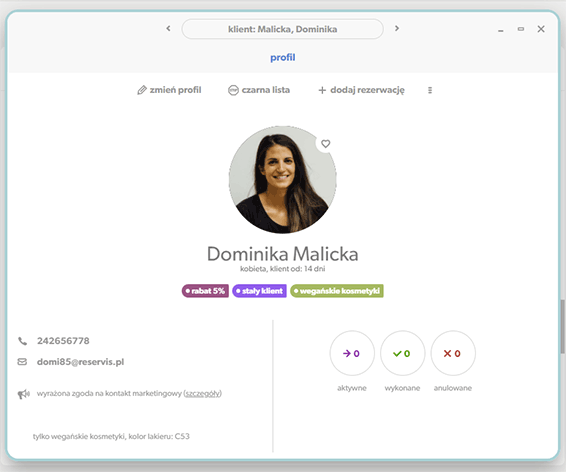 klient: Malicka, Dominika
profil
zmień profil czarna lista dodaj rezerwację
Dominika Malicka
kobieta, klient od: 14 dni
rabat 5% stały klient wegańskie kosmetyki
242656778
domi85@reservis.pl
wyrażona zgoda na kontakt marketingowy (szczegóły)
tylko wegańskie kosmetyki, kolor lakieru: C53
0 0 0
aktywne wykonane anulowane